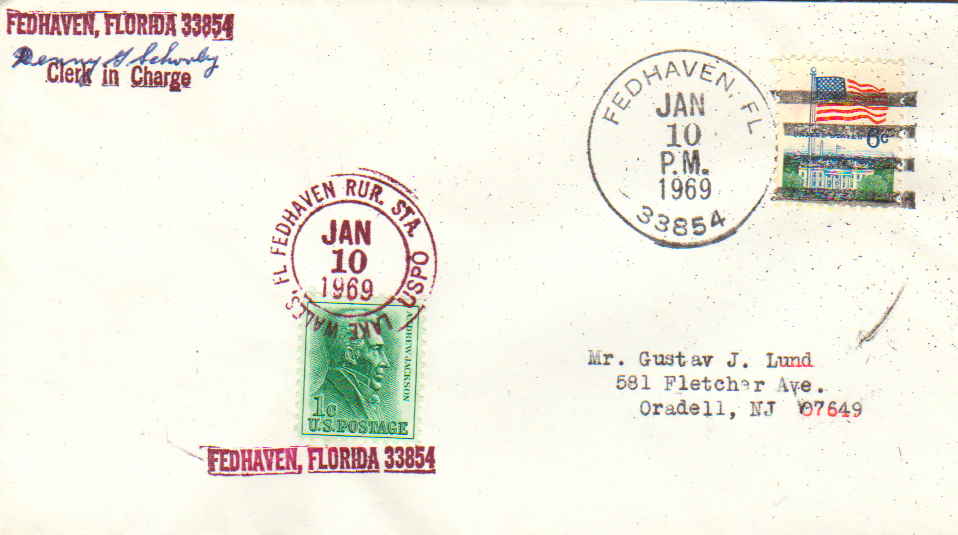 FEDHAVEN, FLORIDA 33854
Clerk in Charge
FEDHAVEN, FL
JAN
10
P.M.
1969
33854
6c
LAKE WALES, FL FEDHAVEN RUR. STA. USPO
JAN
10
1969
ANDREW JACKSON
1c
U.S. POSTAGE
FEDHAVEN, FLORIDA 33854
Mr. Gustav J. Lund
581 Fletcher Ave.
Oradell, NJ 07649